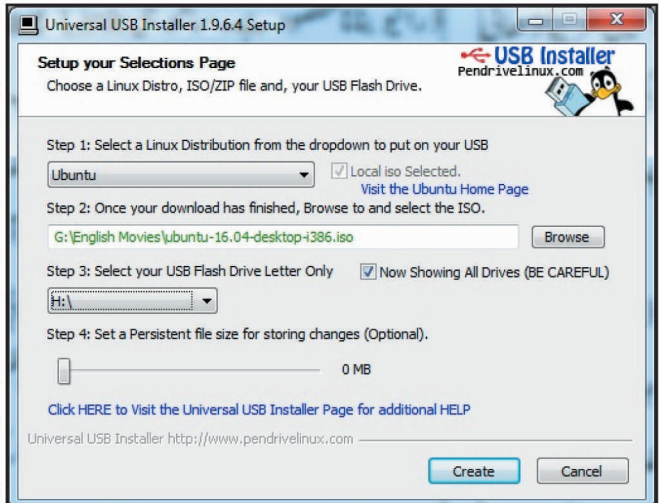 Universal USB Installer 1.9.6.4 Setup
Setup your Selections Page
Choose a Linux Distro, ISO/ZIP file and, your USB Flash Drive.
USB Installer
Pendrivelinux.com
Step 1: Select a Linux Distribution from the dropdown to put on your USB
Ubuntu
Local iso Selected.
Visit the Ubuntu Home Page
Step 2: Once your download has finished, Browse to and select the ISO.
G:\English Movies\ubuntu-16.04-desktop-i386.iso
Browse
Step 3: Select your USB Flash Drive Letter Only
Now Showing All Drives (BE CAREFUL)
H:\
Step 4: Set a Persistent file size for storing changes (Optional).
0 MB
Click HERE to Visit the Universal USB Installer Page for additional HELP
Universal USB Installer http://www.pendrivelinux.com
Create
Cancel